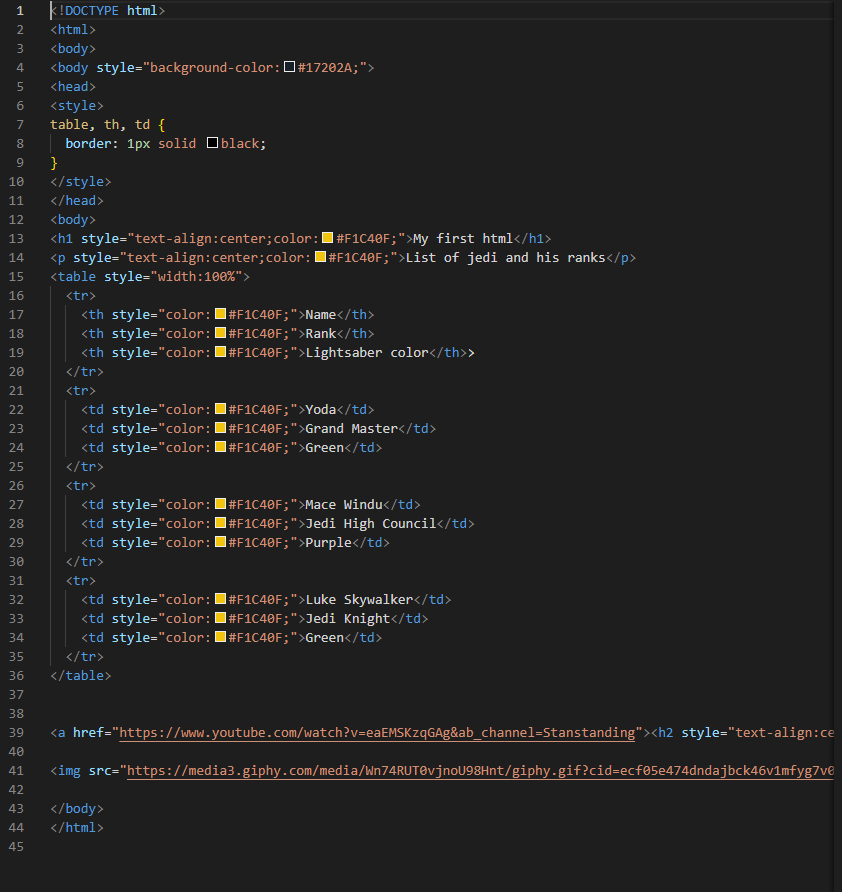 1 <!DOCTYPE html>
2 <html>
3 <body>
4 <body style="background-color:#17202A;">
5 <head>
6 <style>
7 table, th, td {
8   border: 1px solid black;
9 }
10 </style>
11 </head>
12 <body>
13 <h1 style="text-align:center;color:#F1C40F;">My first html</h1>
14 <p style="text-align:center;color:#F1C40F;">List of jedi and his ranks</p>
15 <table style="width:100%">
16   <tr>
17     <th style="color:#F1C40F;">Name</th>
18     <th style="color:#F1C40F;">Rank</th>
19     <th style="color:#F1C40F;">Lightsaber color</th>>
20   </tr>
21   <tr>
22     <td style="color:#F1C40F;">Yoda</td>
23     <td style="color:#F1C40F;">Grand Master</td>
24     <td style="color:#F1C40F;">Green</td>
25   </tr>
26   <tr>
27     <td style="color:#F1C40F;">Mace Windu</td>
28     <td style="color:#F1C40F;">Jedi High Council</td>
29     <td style="color:#F1C40F;">Purple</td>
30   </tr>
31   <tr>
32     <td style="color:#F1C40F;">Luke Skywalker</td>
33     <td style="color:#F1C40F;">Jedi Knight</td>
34     <td style="color:#F1C40F;">Green</td>
35   </tr>
36 </table>
37
38
39 <a href="https://www.youtube.com/watch?v=eaEMSKzqGAg&ab_channel=Stanstanding"><h2 style="text-align:ce
40
41 <img src="https://media3.giphy.com/media/Wn74RUT0vjnoU98Hnt/giphy.gif?cid=ecf05e474dndajbck46v1mfyg7v0
42
43 </body>
44 </html>
45